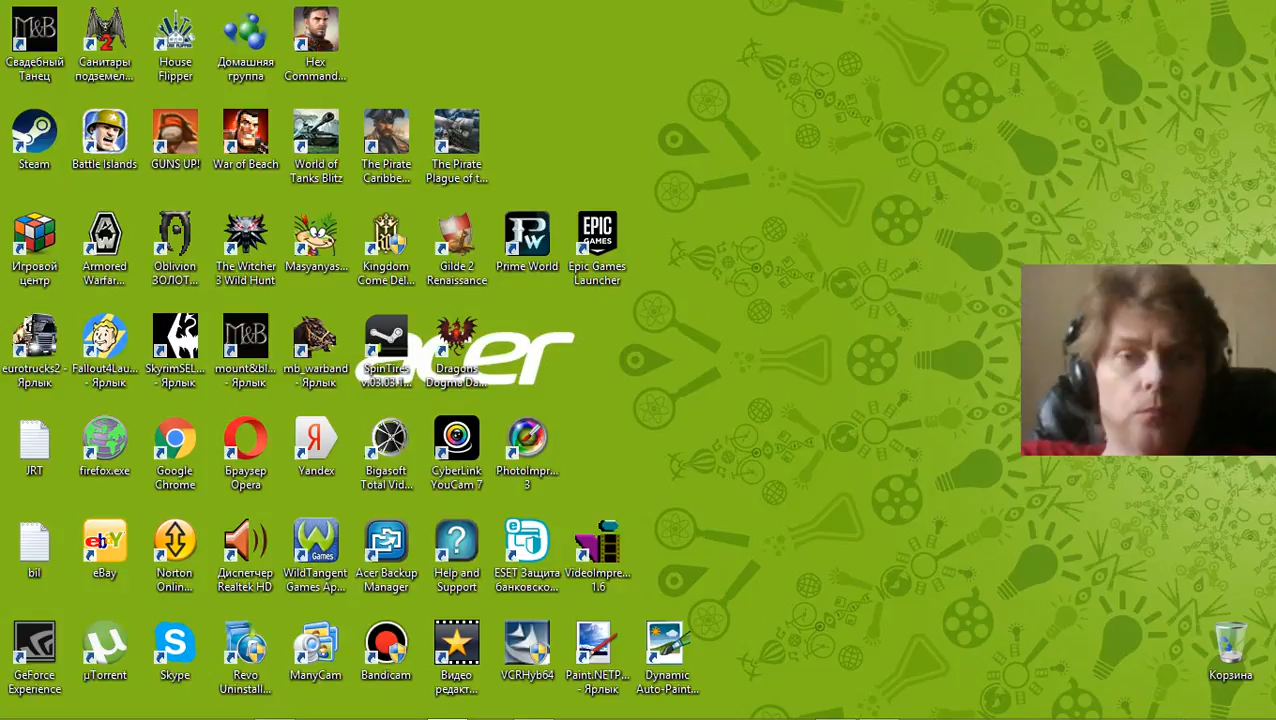 Свадебный
Танец
Санитары
подземел...
House
Flipper
Домашняя
группа
Hex
Command...
Steam
Battle Islands
GUNS UP!
War of Beach
World of
Tanks Blitz
The Pirate
Caribbe...
The Pirate
Plague of t...
Игровой
центр
Armored
Warfar...
Oblivion
ЗОЛОТ...
The Witcher
3 Wild Hunt
Masyanyas...
Kingdom
Come Del...
Gilde 2
Renaissance
Prime World
EPIC
GAMES
Epic Games
Launcher
acer
eurotrucks2 -
Ярлык
Fallout4Lau...
- Ярлык
SkyrimSEL...
- Ярлык
mount&bl...
- Ярлык
mb_warband
- Ярлык
SpinTires
Dragons
Dogma Da...
JRT
firefox.exe
Google
Chrome
Браузер
Opera
Yandex
Bigasoft
Total Vid...
CyberLink
YouCam 7
PhotoImpr...
3
bil
eBay
Norton
Onlin...
Диспетчер
Realtek HD
Games
WildTangent
Games Ap...
Acer Backup
Manager
Help and
Support
ESET Защита
банковско...
VideoImpre...
1.6
GeForce
Experience
µTorrent
Skype
Revo
Uninstall...
ManyCam
Bandicam
Видео
редакт...
VCRHyb64
Paint.NETP...
- Ярлык
Dynamic
Auto-Paint...
Корзина